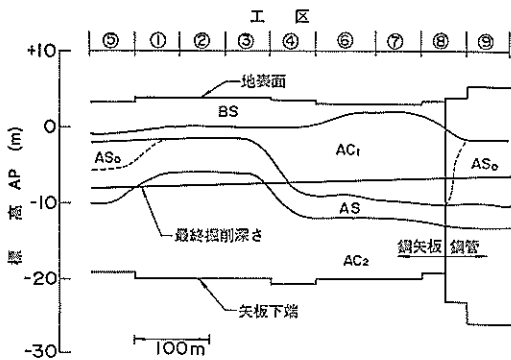 工 区
⑤ ① ② ③ ④ ⑥ ⑦ ⑧ ⑨
+10
0
-10
-20
-30
標高 AP (m)
地表面
BS
AC₁
AS₀
AS₀
AS
最終掘削深さ
鋼矢板 鋼管
AC₂
矢板下端
100m